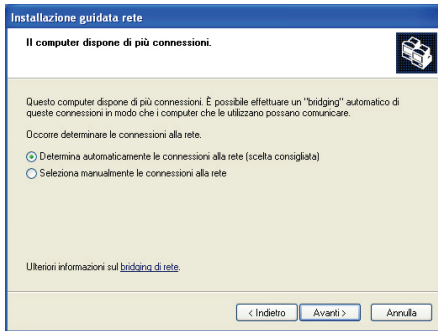 Installazione guidata rete
Il computer dispone di più connessioni.
Questo computer dispone di più connessioni. È possibile effettuare un "bridging" automatico di
queste connessioni in modo che i computer che le utilizzano possano comunicare.
Occorre determinare le connessioni alla rete.
Determina automaticamente le connessioni alla rete (scelta consigliata)
Seleziona manualmente le connessioni alla rete
Ulteriori informazioni sul bridging di rete.
< Indietro Avanti > Annulla